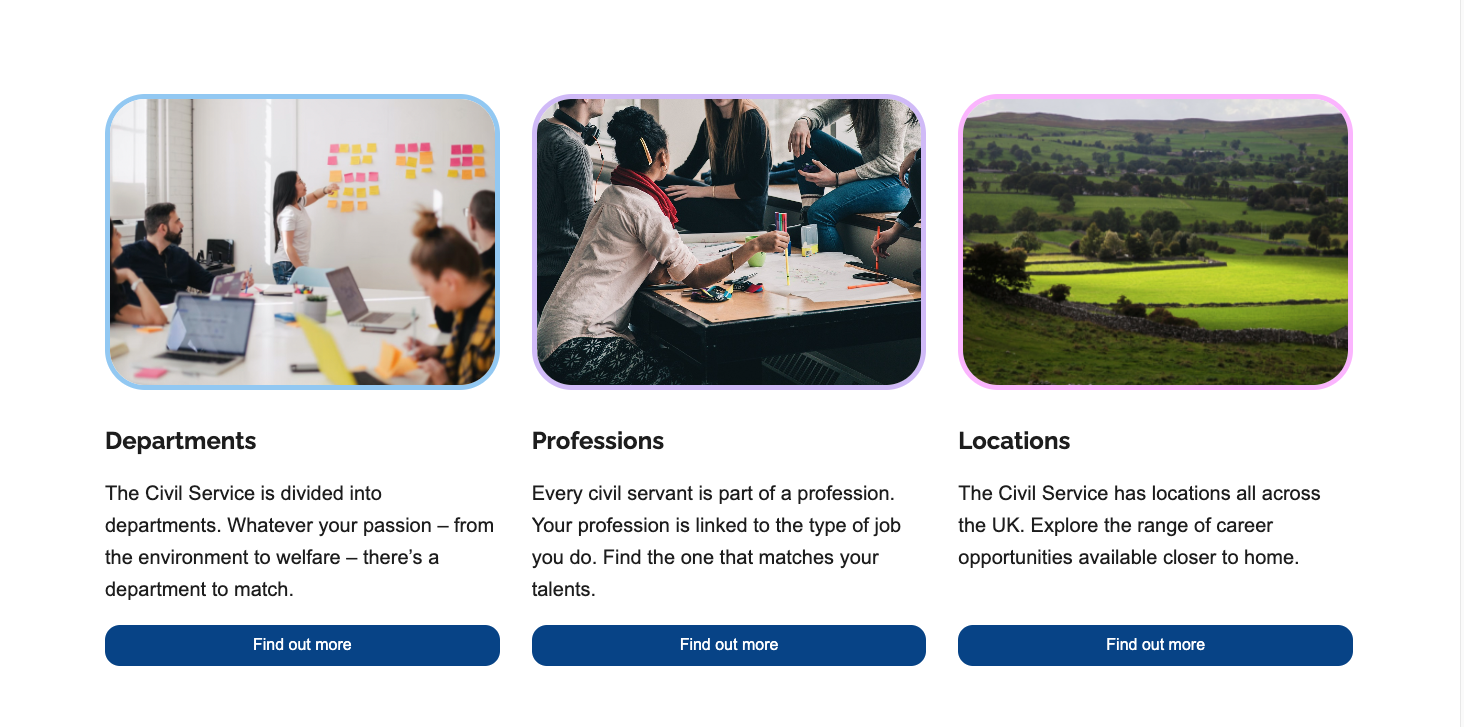 Departments
The Civil Service is divided into
departments. Whatever your passion – from
the environment to welfare – there’s a
department to match.
Find out more
Professions
Every civil servant is part of a profession.
Your profession is linked to the type of job
you do. Find the one that matches your
talents.
Find out more
Locations
The Civil Service has locations all across
the UK. Explore the range of career
opportunities available closer to home.
Find out more